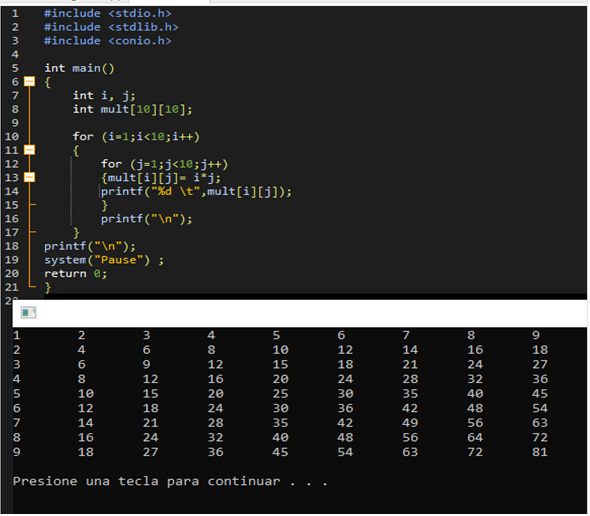 1 #include <stdio.h>
2 #include <stdlib.h>
3 #include <conio.h>
4
5 int main()
6 {
7 int i, j;
8 int mult[10][10];
9
10 for (i=1;i<10;i++)
11 {
12 for (j=1;j<10;j++)
13 {mult[i][j]= i*j;
14 printf("%d \t",mult[i][j]);
15 }
16 printf("\n");
17 }
18 printf("\n");
19 system("Pause") ;
20 return 0;
21 }
1 2 3 4 5 6 7 8 9
2 4 6 8 10 12 14 16 18
3 6 9 12 15 18 21 24 27
4 8 12 16 20 24 28 32 36
5 10 15 20 25 30 35 40 45
6 12 18 24 30 36 42 48 54
7 14 21 28 35 42 49 56 63
8 16 24 32 40 48 56 64 72
9 18 27 36 45 54 63 72 81
Presione una tecla para continuar . . .